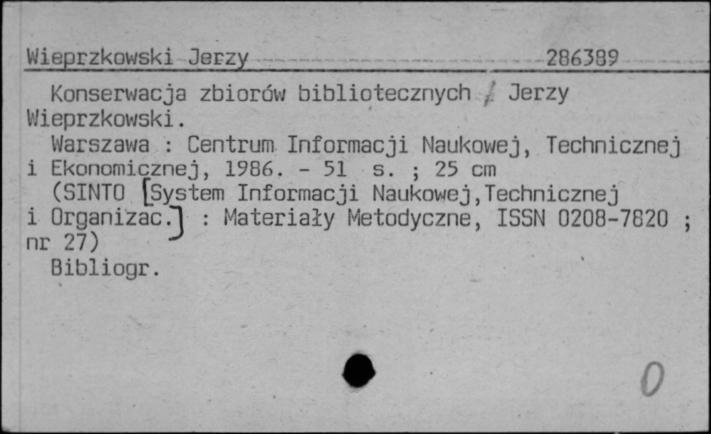 Wieprzkowski Jerzy 286389
Konserwacja zbiorów bibliotecznych / Jerzy
Wieprzkowski.
Warszawa : Centrum Informacji Naukowej, Technicznej
i Ekonomicznej, 1986. - 51 s. ; 25 cm
(SINTO [System Informacji Naukowej,Technicznej
i Organizac.] : Materiały Metodyczne, ISSN 0208-7820 ;
nr 27)
Bibliogr.
0